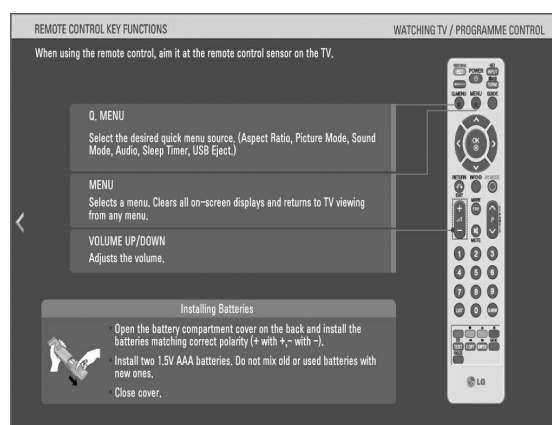 REMOTE CONTROL KEY FUNCTIONS
WATCHING TV / PROGRAMME CONTROL
When using the remote control, aim it at the remote control sensor on the TV.
Q. MENU
Select the desired quick menu source. (Aspect Ratio, Picture Mode, Sound
Mode, Audio, Sleep Timer, USB Eject.)
MENU
Selects a menu. Clears all on-screen displays and returns to TV viewing
from any menu.
VOLUME UP/DOWN
Adjusts the volume.
Installing Batteries
Open the battery compartment cover on the back and install the
batteries matching correct polarity (+ with +,- with -).
Install two 1.5V AAA batteries. Do not mix old or used batteries with
new ones.
Close cover.
POWER
INPUT
Q.MENU MENU GUIDE
OK
RETURN INFO
EXIT
MARK
FAV
+
P
-
MUTE
1 2 3
4 5 6
7 8 9
LIST 0 Q.VIEW
TEXT
LG